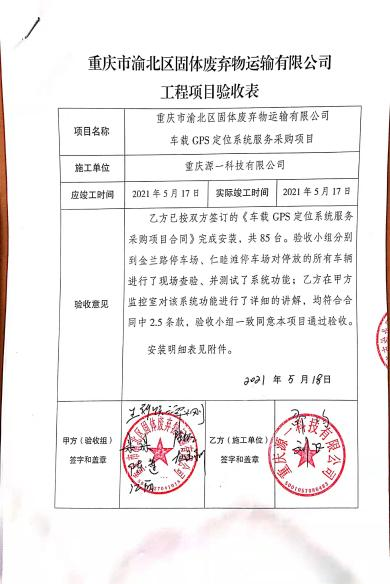 重庆市渝北区固体废弃物运输有限公司
工程项目验收表
项目名称
重庆市渝北区固体废弃物运输有限公司
车载 GPS 定位系统服务采购项目
施工单位
重庆源一科技有限公司
应竣工时间
2021 年 5 月 17 日
实际竣工时间
2021 年 5 月 17 日
验收意见
乙方已按双方签订的《车载 GPS 定位系统服务
采购项目合同》完成安装，共 85 台。验收小组分别
到金兰路停车场、仁睦滩停车场对停放的所有车辆
进行了现场查验、并测试了系统功能；乙方在甲方
监控室对该系统功能进行了详细的讲解，均符合合
同中 2.5 条款，验收小组一致同意本项目通过验收。
安装明细表见附件。
2021 年 5 月 18 日
甲方（验收组）
签字和盖章
乙方（施工单位）
签字和盖章
重庆源一科技有限公司